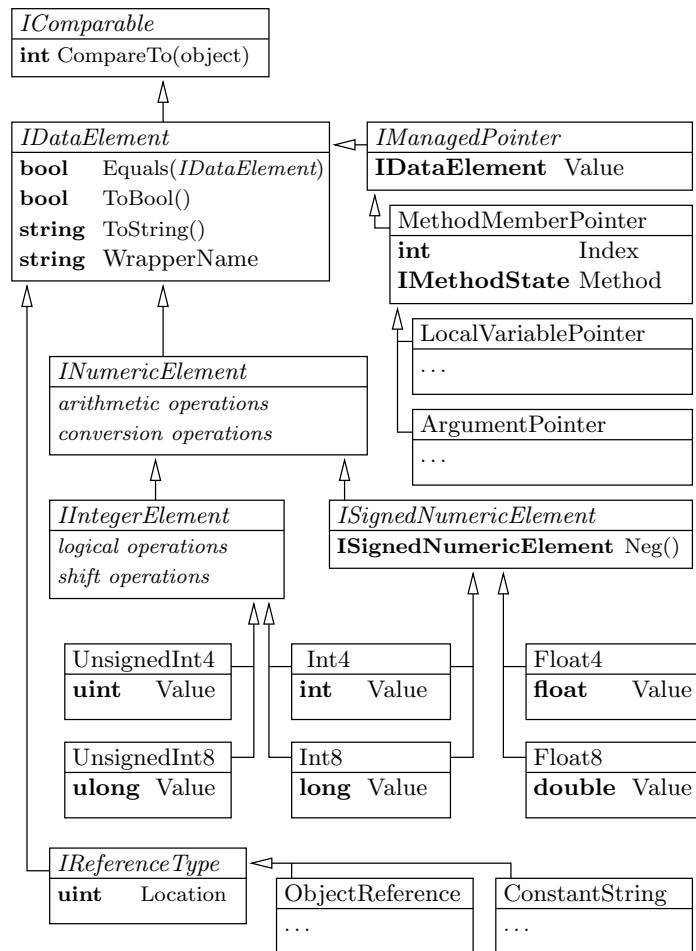 IComparable
int CompareTo(object)
IDataElement
bool Equals(IDataElement)
bool ToBool()
string ToString()
string WrapperName
IManagedPointer
IDataElement Value
MethodMemberPointer
int Index
IMethodState Method
LocalVariablePointer
...
ArgumentPointer
...
INumericElement
arithmetic operations
conversion operations
IIntegerElement
logical operations
shift operations
ISignedNumericElement
ISignedNumericElement Neg()
UnsignedInt4
uint Value
Int4
int Value
Float4
float Value
UnsignedInt8
ulong Value
Int8
long Value
Float8
double Value
IReferenceType
uint Location
ObjectReference
...
ConstantString
...